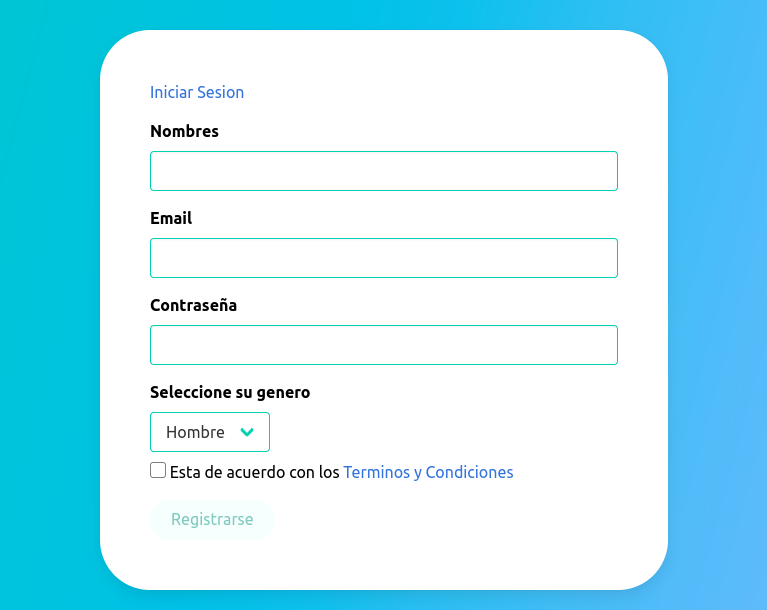 Iniciar Sesion
Nombres
Email
Contraseña
Seleccione su genero
Hombre
Esta de acuerdo con los Terminos y Condiciones
Registrarse